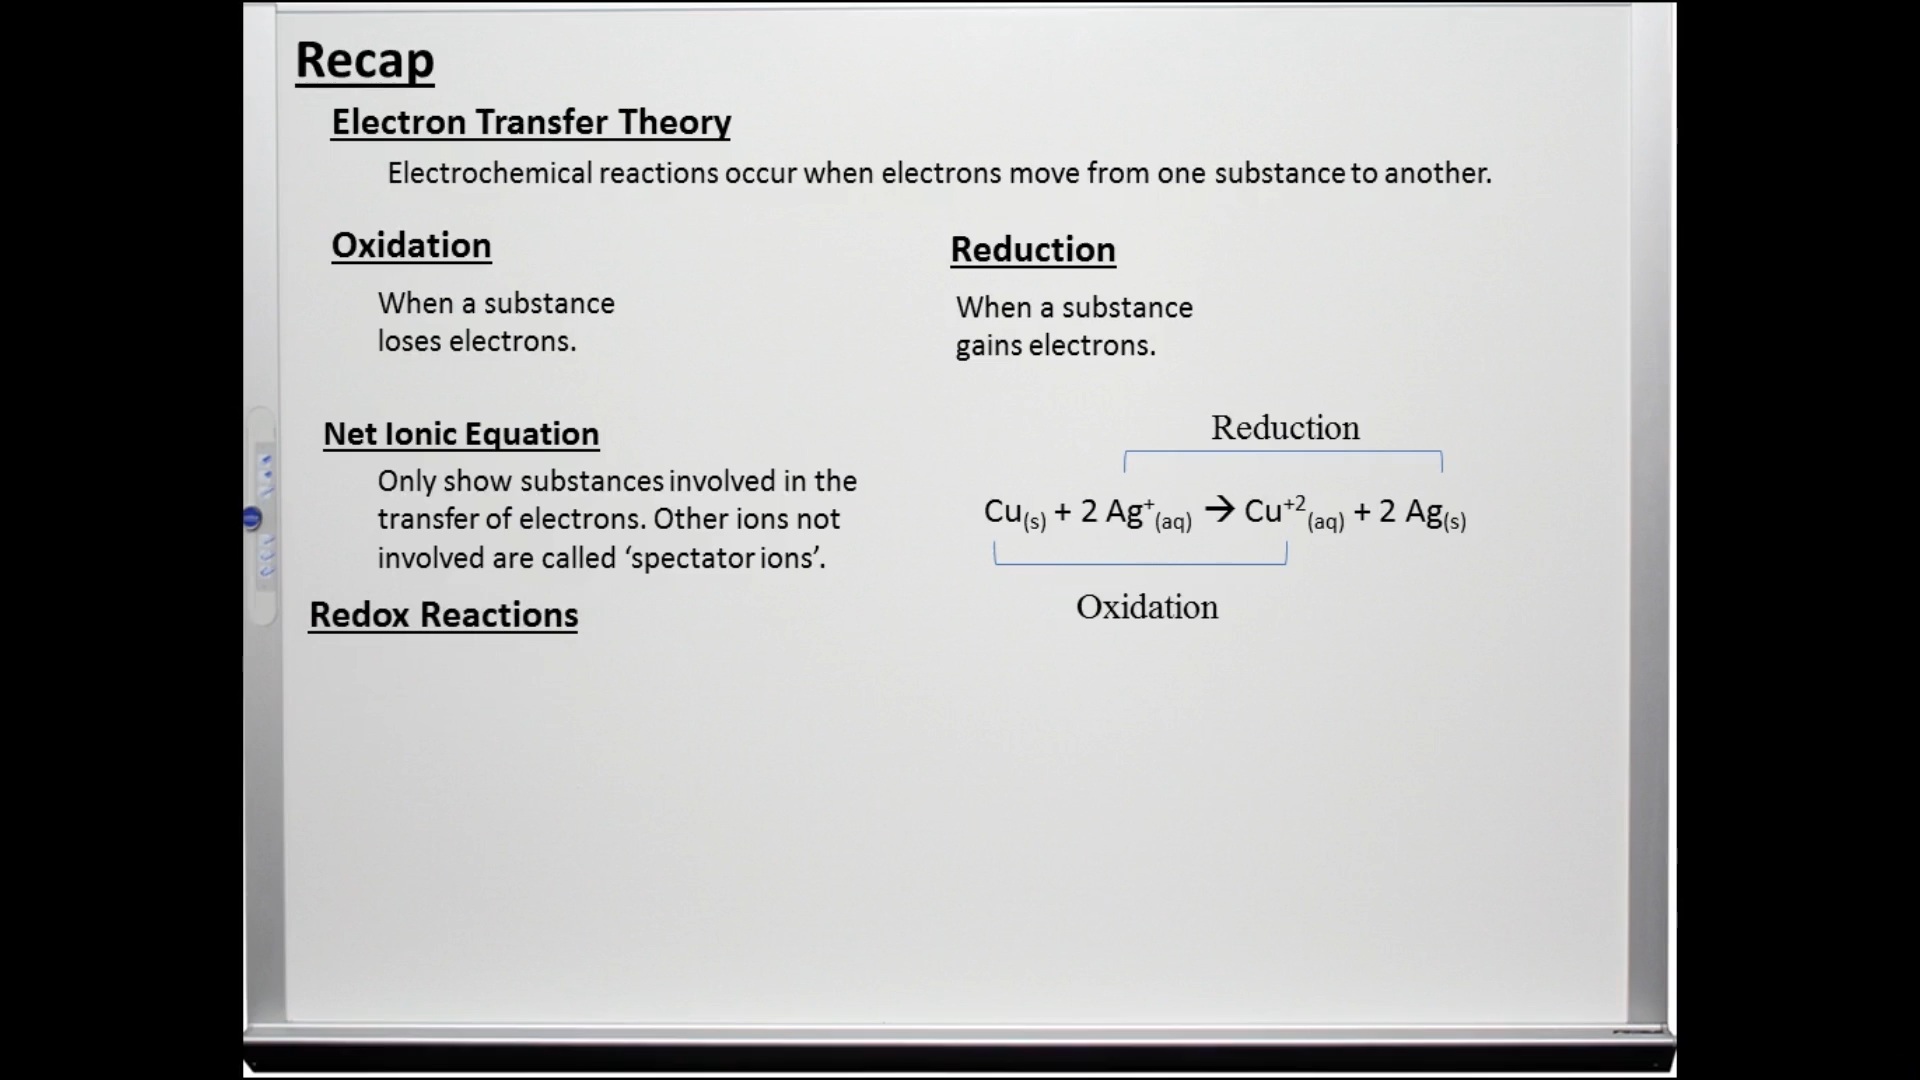 Recap
Electron Transfer Theory
Electrochemical reactions occur when electrons move from one substance to another.
Oxidation
Reduction
When a substance
loses electrons.
When a substance
gains electrons.
Net Ionic Equation
Only show substances involved in the
transfer of electrons. Other ions not
involved are called ‘spectator ions’.
Reduction
Cu(s) + 2 Ag⁺(aq) → Cu⁺²(aq) + 2 Ag(s)
Oxidation
Redox Reactions